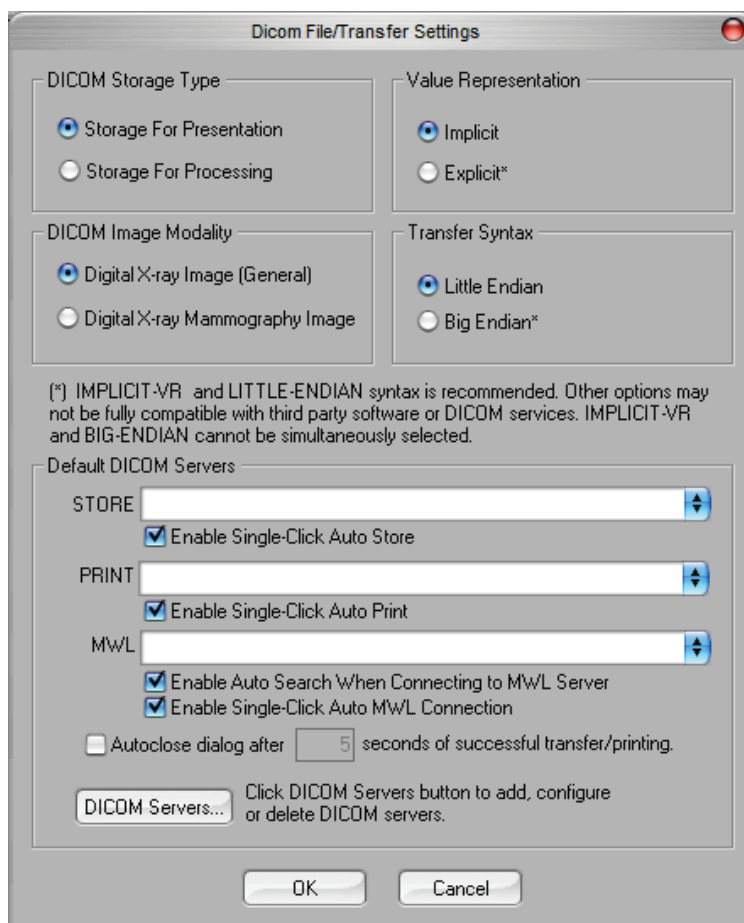 Dicom File/Transfer Settings
DICOM Storage Type
Storage For Presentation
Storage For Processing
Value Representation
Implicit
Explicit*
DICOM Image Modality
Digital X-ray Image (General)
Digital X-ray Mammography Image
Transfer Syntax
Little Endian
Big Endian*
(*) IMPLICIT-VR and LITTLE-ENDIAN syntax is recommended. Other options may
not be fully compatible with third party software or DICOM services. IMPLICIT-VR
and BIG-ENDIAN cannot be simultaneously selected.
Default DICOM Servers
STORE
Enable Single-Click Auto Store
PRINT
Enable Single-Click Auto Print
MWL
Enable Auto Search When Connecting to MWL Server
Enable Single-Click Auto MWL Connection
Autoclose dialog after 5 seconds of successful transfer/printing.
DICOM Servers... Click DICOM Servers button to add, configure
or delete DICOM servers.
OK Cancel